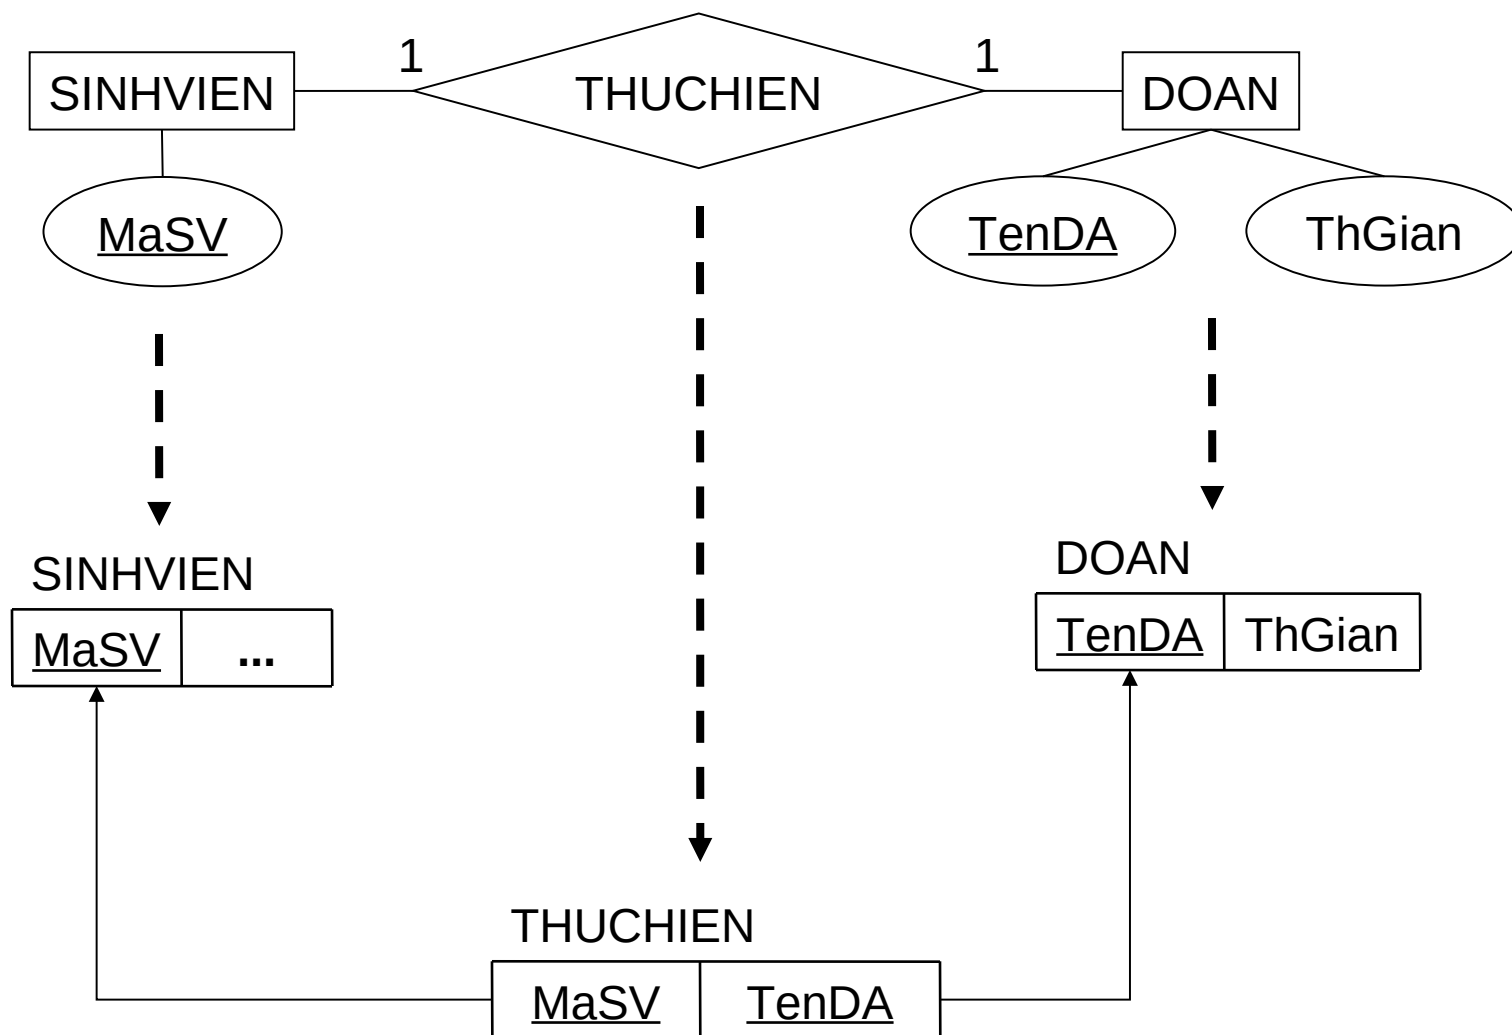 1 1
SINHVIEN THUCHIEN DOAN
MaSV TenDA ThGian
SINHVIEN
MaSV ...
DOAN
TenDA ThGian
THUCHIEN
MaSV TenDA